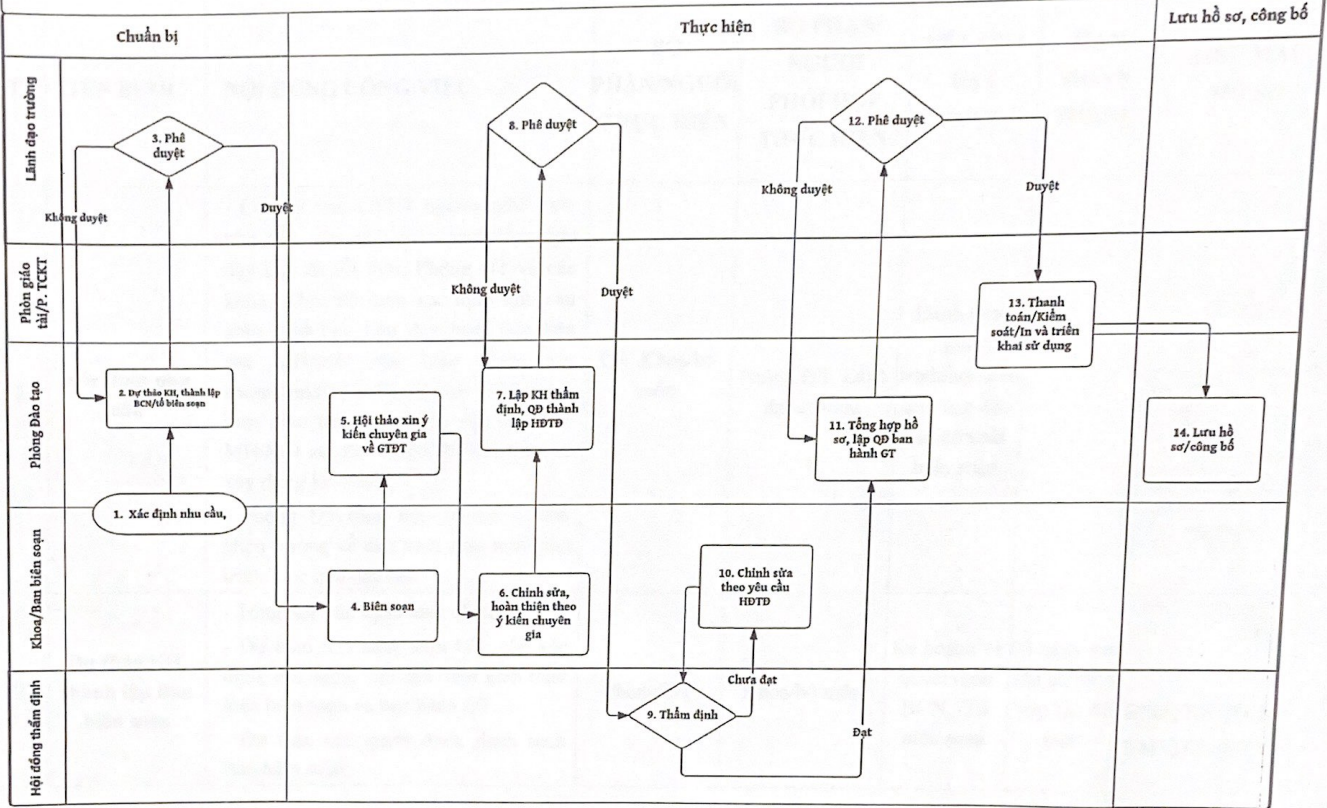 Chuẩn bị
Thực hiện
Lưu hồ sơ, công bố
Lãnh đạo trường
3. Phê
duyệt
Không duyệt
Duyệt
8. Phê duyệt
Không duyệt
Duyệt
12. Phê duyệt
Không duyệt
Duyệt
Phòn giáo
tài/P. TCKT
13. Thanh
toán/Kiểm
soát/In và triển
khai sử dụng
Phòng Đào tạo
2. Dự thảo KH, thành lập
BCN/tổ biên soạn
5. Hội thảo xin ý
kiến chuyên gia
về GTĐT
7. Lập KH thẩm
định, QĐ thành
lập HĐTĐ
11. Tổng hợp hồ
sơ, lập QĐ ban
hành GT
14. Lưu hồ
sơ/công bố
Khoa/Ban biên soạn
1. Xác định nhu cầu,
4. Biên soạn
6. Chỉnh sửa,
hoàn thiện theo
ý kiến chuyên
gia
10. Chỉnh sửa
theo yêu cầu
HĐTĐ
Hội đồng thẩm định
9. Thẩm định
Chưa đạt
Đạt